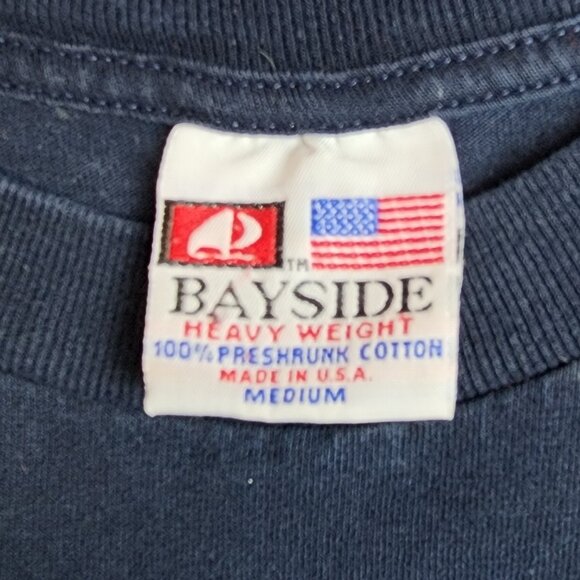 TM
BAYSIDE
HEAVY WEIGHT
100% PRESHRUNK COTTON
MADE IN U.S.A.
MEDIUM